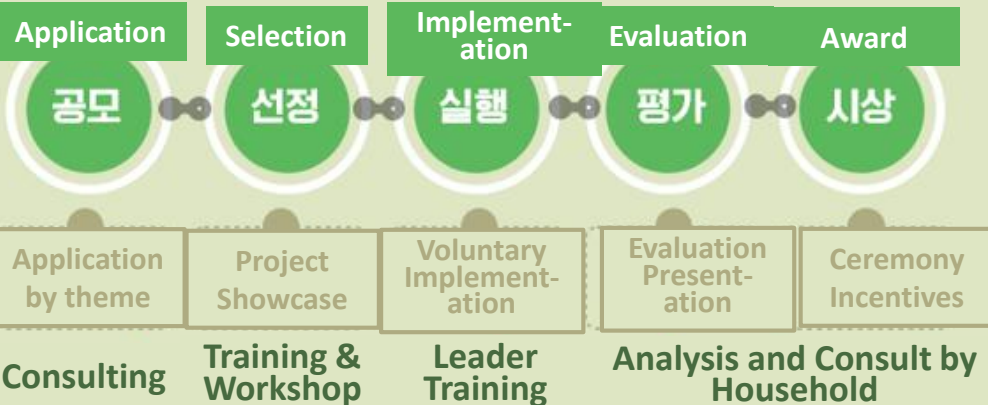 Application
Selection
Implement-
ation
Evaluation
Award
공모
선정
실행
평가
시상
Application
by theme
Project
Showcase
Voluntary
Implement-
ation
Evaluation
Present-
ation
Ceremony
Incentives
Consulting
Training &
Workshop
Leader
Training
Analysis and Consult by
Household